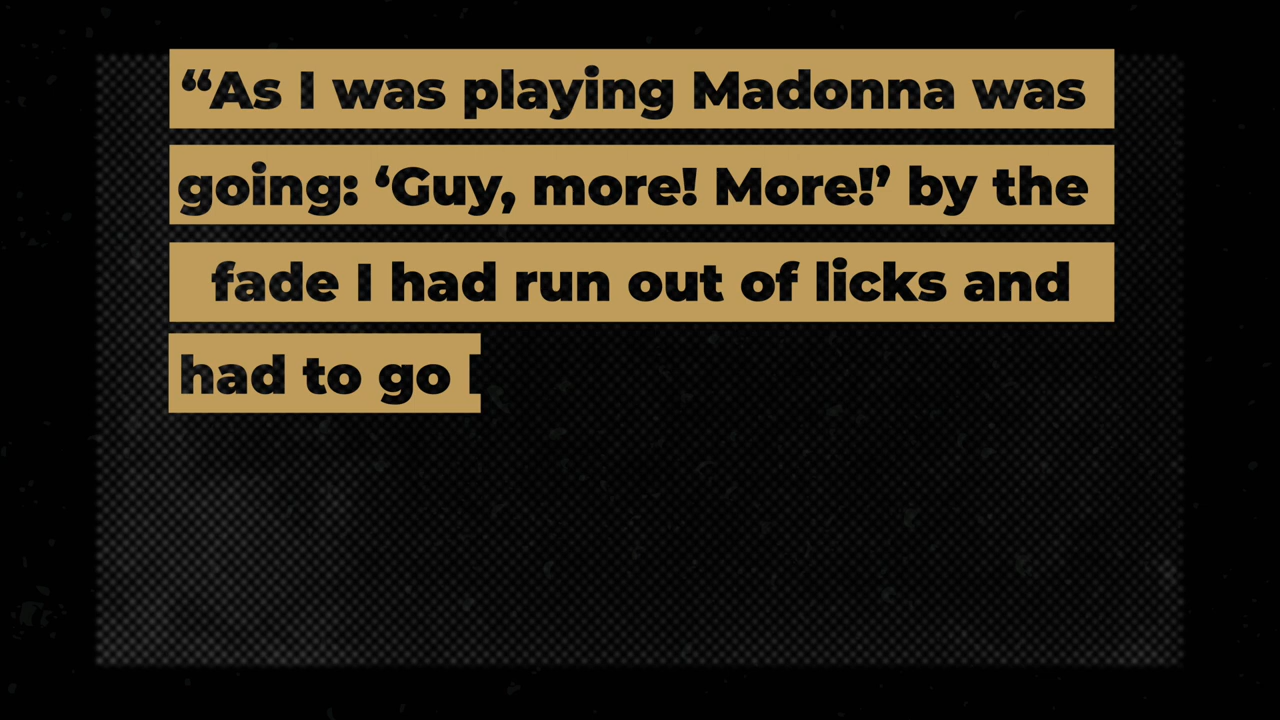 “As I was playing Madonna was
going: ‘Guy, more! More!’ by the
fade I had run out of licks and
had to go